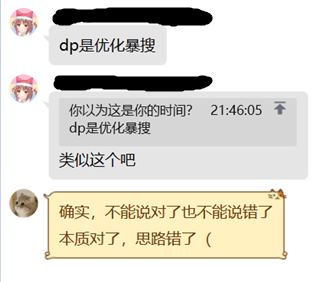 dp是优化暴搜
你以为这是你的时间? 21:46:05
dp是优化暴搜
类似这个吧
确实，不能说对了也不能说错了
本质对了，思路错了（